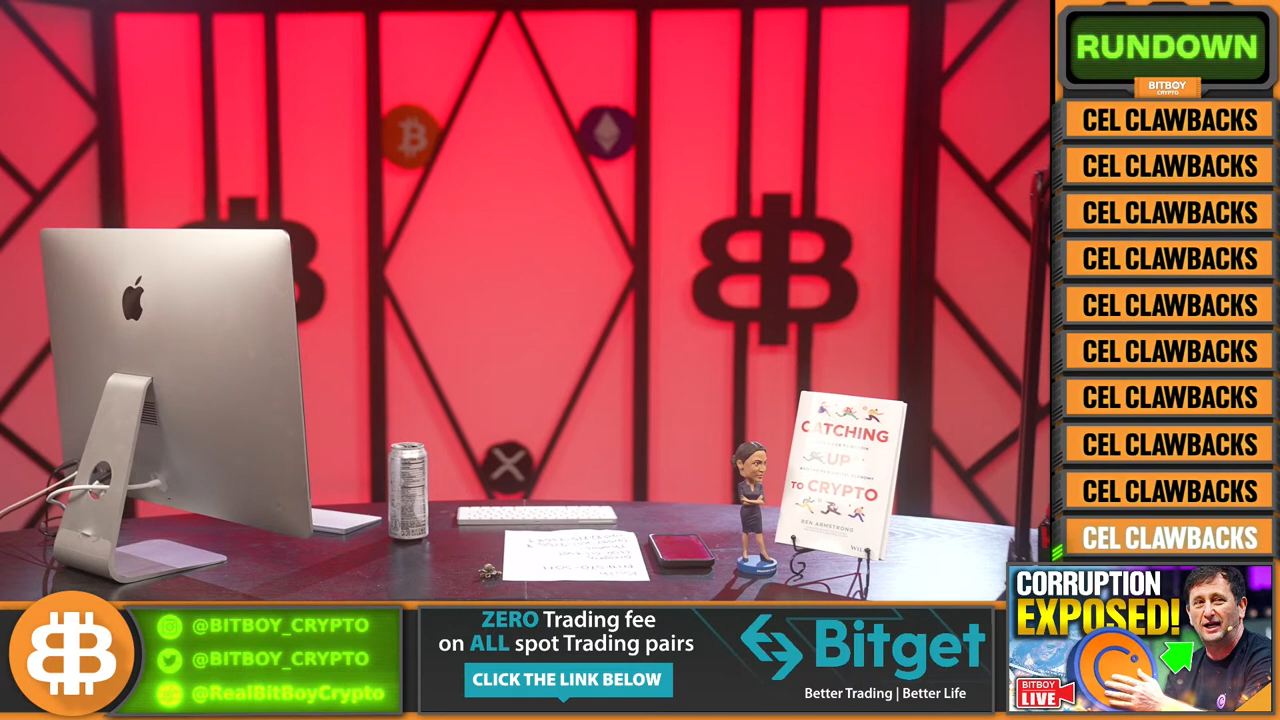 RUNDOWN
BITBOY
CRYPTO
CEL CLAWBACKS
CEL CLAWBACKS
CEL CLAWBACKS
CEL CLAWBACKS
CEL CLAWBACKS
CEL CLAWBACKS
CEL CLAWBACKS
CEL CLAWBACKS
CEL CLAWBACKS
CEL CLAWBACKS
CATCHING
UP
TO CRYPTO
BEN ARMSTRONG
CORRUPTION
EXPOSED!
BITBOY
LIVE
@BITBOY_CRYPTO
@BITBOY_CRYPTO
@RealBitBoyCrypto
ZERO Trading fee
on ALL spot Trading pairs
CLICK THE LINK BELOW
Bitget
Better Trading | Better Life